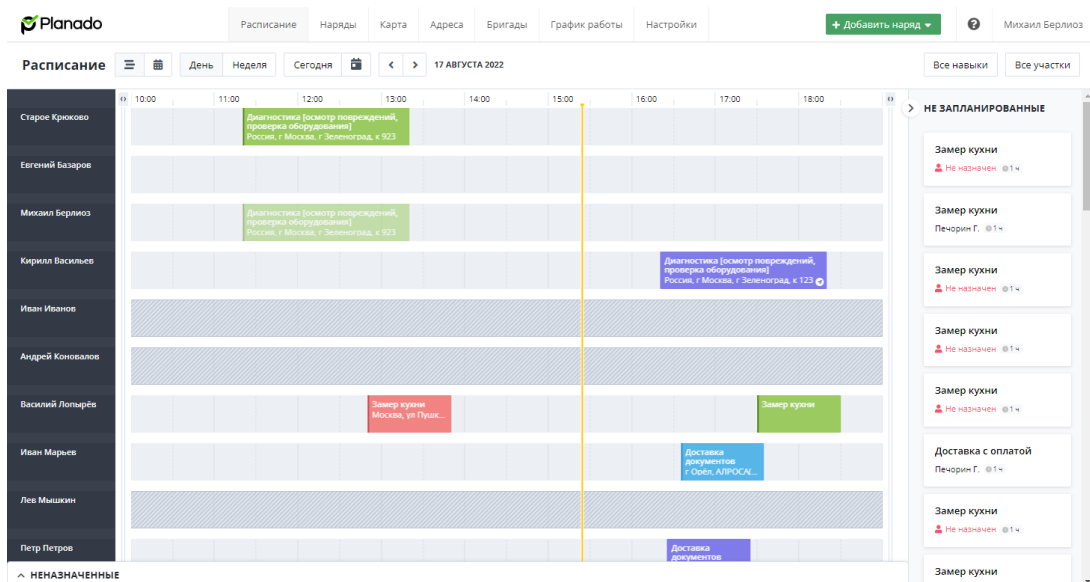 Planado
Расписание Наряды Карта Адреса Бригады График работы Настройки
+ Добавить наряд
Михаил Берлиоз
Расписание
День Неделя
Сегодня
17 АВГУСТА 2022
Все навыки
Все участки
10:00 11:00 12:00 13:00 14:00 15:00 16:00 17:00 18:00
Старое Крюково
Диагностика [осмотр повреждений,
проверка оборудования]
Россия, г Москва, г Зеленоград, к 923
Евгений Базаров
Михаил Берлиоз
Диагностика [осмотр повреждений,
проверка оборудования]
Россия, г Москва, г Зеленоград, к 923
Кирилл Васильев
Диагностика [осмотр повреждений,
проверка оборудования]
Россия, г Москва, г Зеленоград, к 123
Иван Иванов
Андрей Коновалов
Василий Лопырёв
Замер кухни
Москва, ул Пушк...
Замер кухни
Иван Марьев
Доставка
документов
г Орёл, АЛРОСА(...
Лев Мышкин
Петр Петров
Доставка
документов
НЕНАЗНАЧЕННЫЕ
НЕ ЗАПЛАНИРОВАННЫЕ
Замер кухни
Не назначен 1 ч
Замер кухни
Печорин Г. 1 ч
Замер кухни
Не назначен 1 ч
Замер кухни
Не назначен 1 ч
Замер кухни
Не назначен 1 ч
Доставка с оплатой
Печорин Г. 1 ч
Замер кухни
Не назначен 1 ч
Замер кухни